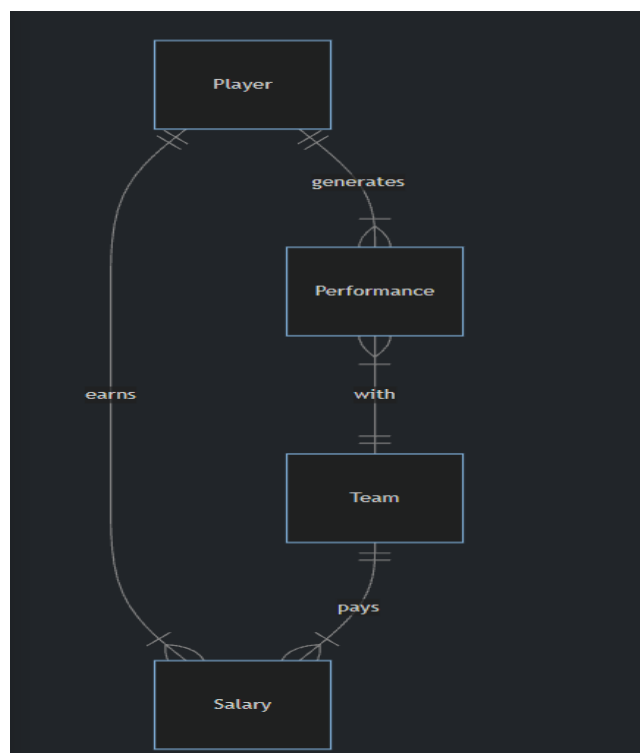 Player
generates
Performance
earns
with
Team
pays
Salary